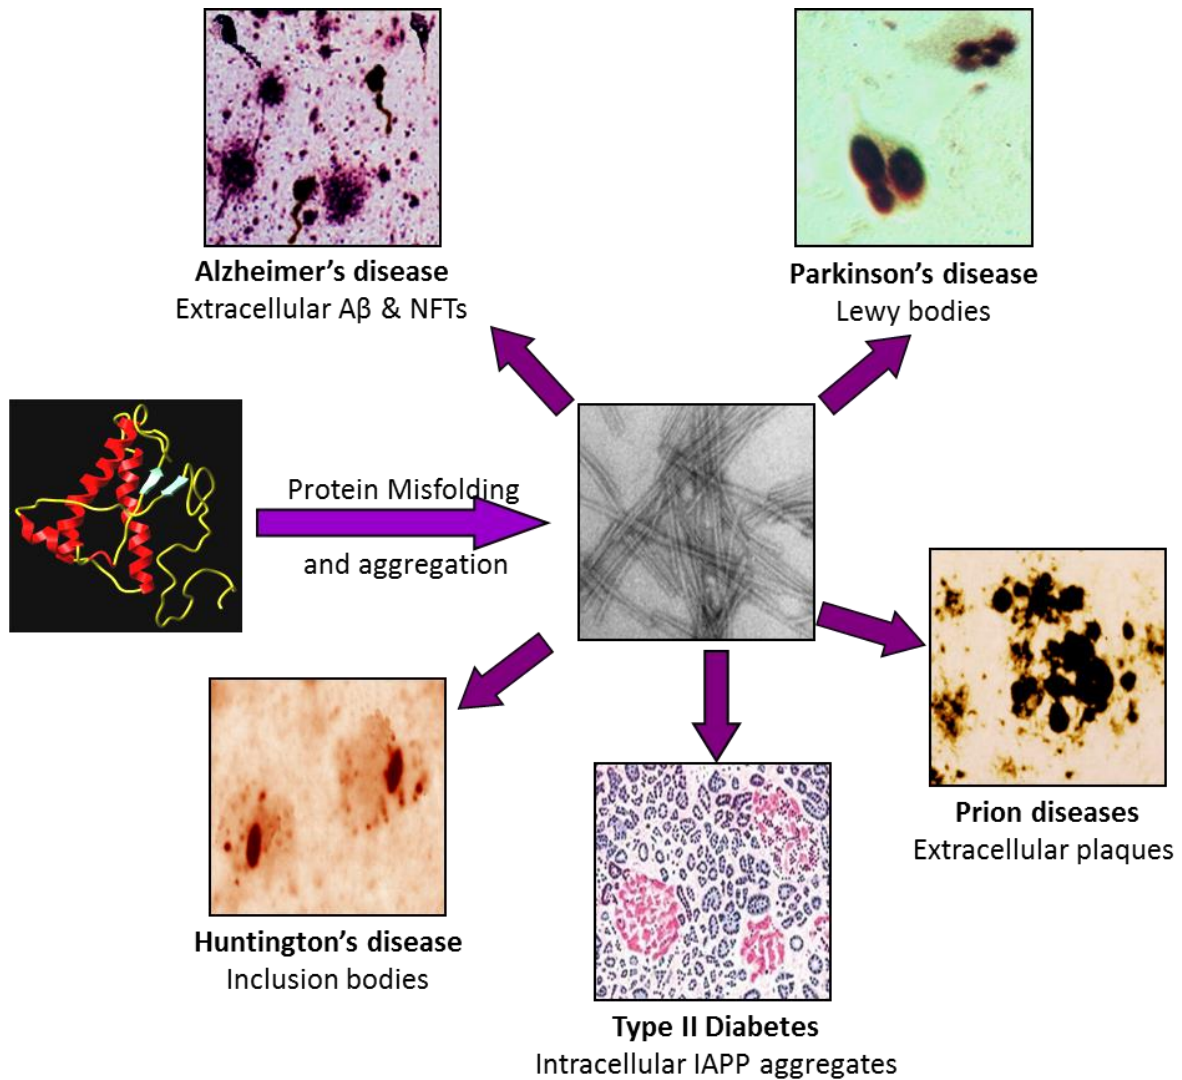 Alzheimer’s disease
Extracellular Aβ & NFTs
Parkinson’s disease
Lewy bodies
Protein Misfolding
and aggregation
Prion diseases
Extracellular plaques
Huntington’s disease
Inclusion bodies
Type II Diabetes
Intracellular IAPP aggregates